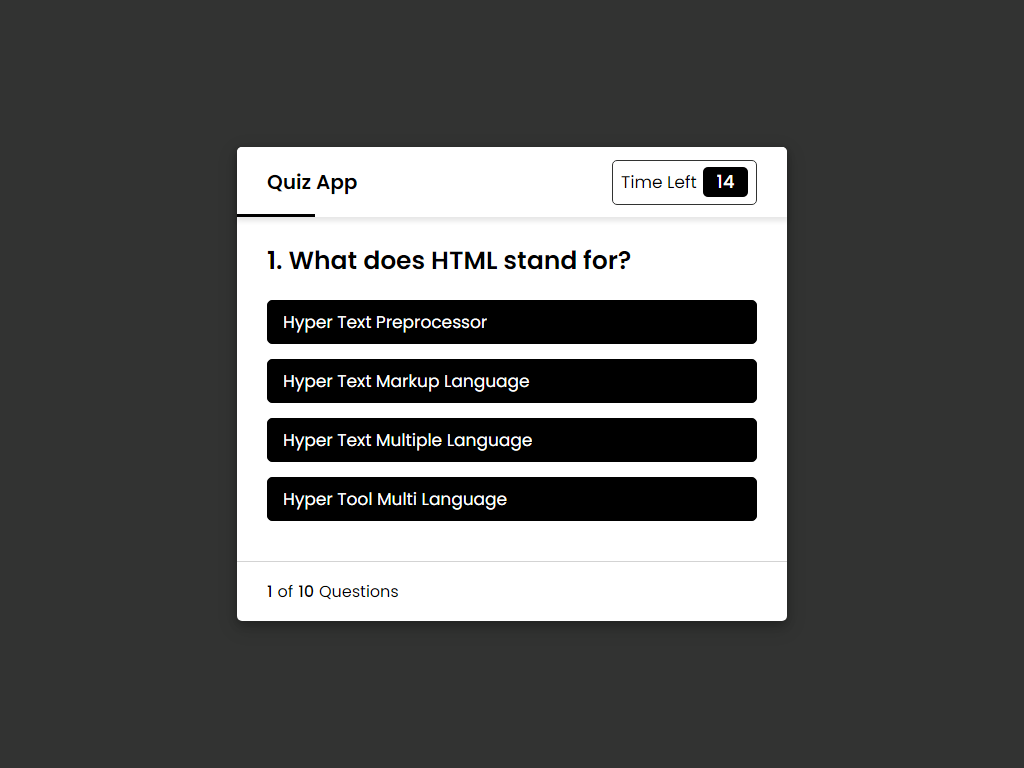 Quiz App
Time Left 14
1. What does HTML stand for?
Hyper Text Preprocessor
Hyper Text Markup Language
Hyper Text Multiple Language
Hyper Tool Multi Language
1 of 10 Questions